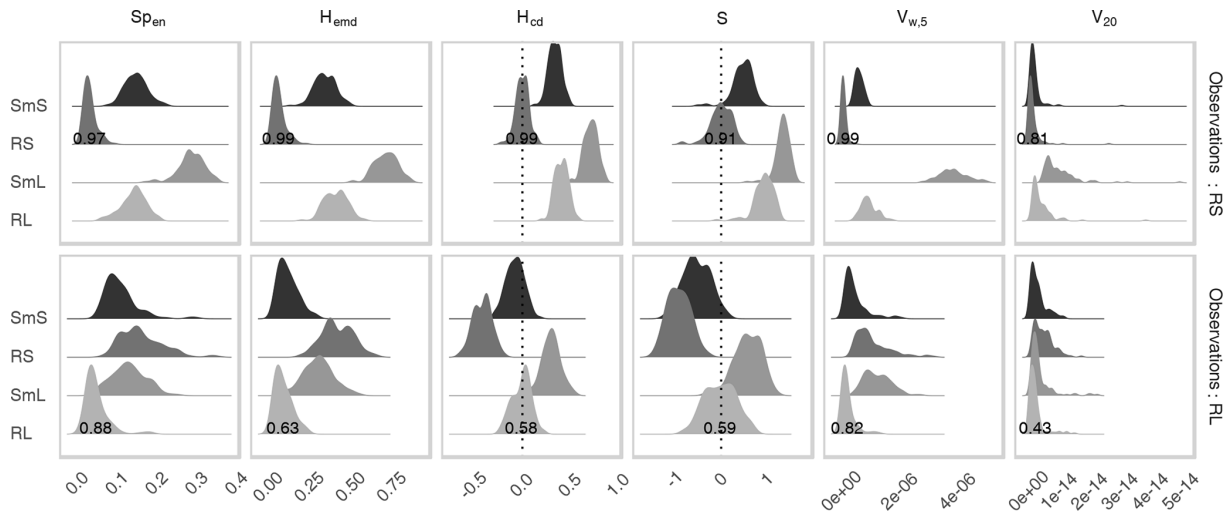 Sp_en H_emd H_cd S V_w,5 V_20
SmS
RS
SmL
RL
0.97 0.99 0.99 0.91 0.99 0.81
Observations : RS
SmS
RS
SmL
RL
0.88 0.63 0.58 0.59 0.82 0.43
Observations : RL
0.0 0.1 0.2 0.3 0.4 0.00 0.25 0.50 0.75 -0.5 0.0 0.5 1.0 -1 0 1 0e+00 2e-06 4e-06 0e+00 1e-14 2e-14 3e-14 4e-14 5e-14